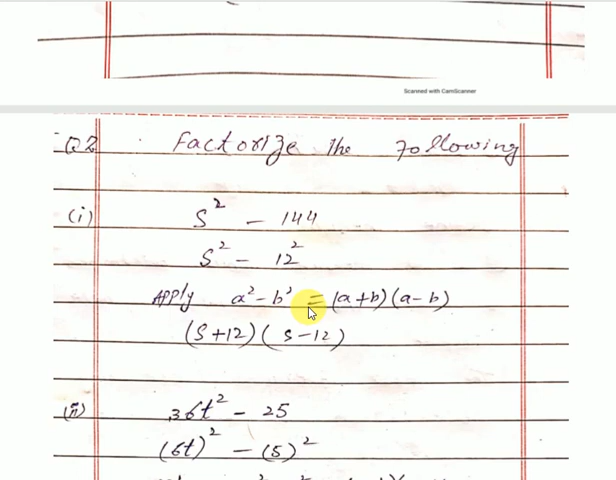 Scanned with CamScanner
Q2 . Factorize the Following
(i) S² - 144
S² - 12²
Apply a² - b² = (a+b)(a-b)
(S+12)(S-12)
(ii) 36t² - 25
(6t)² - (5)²